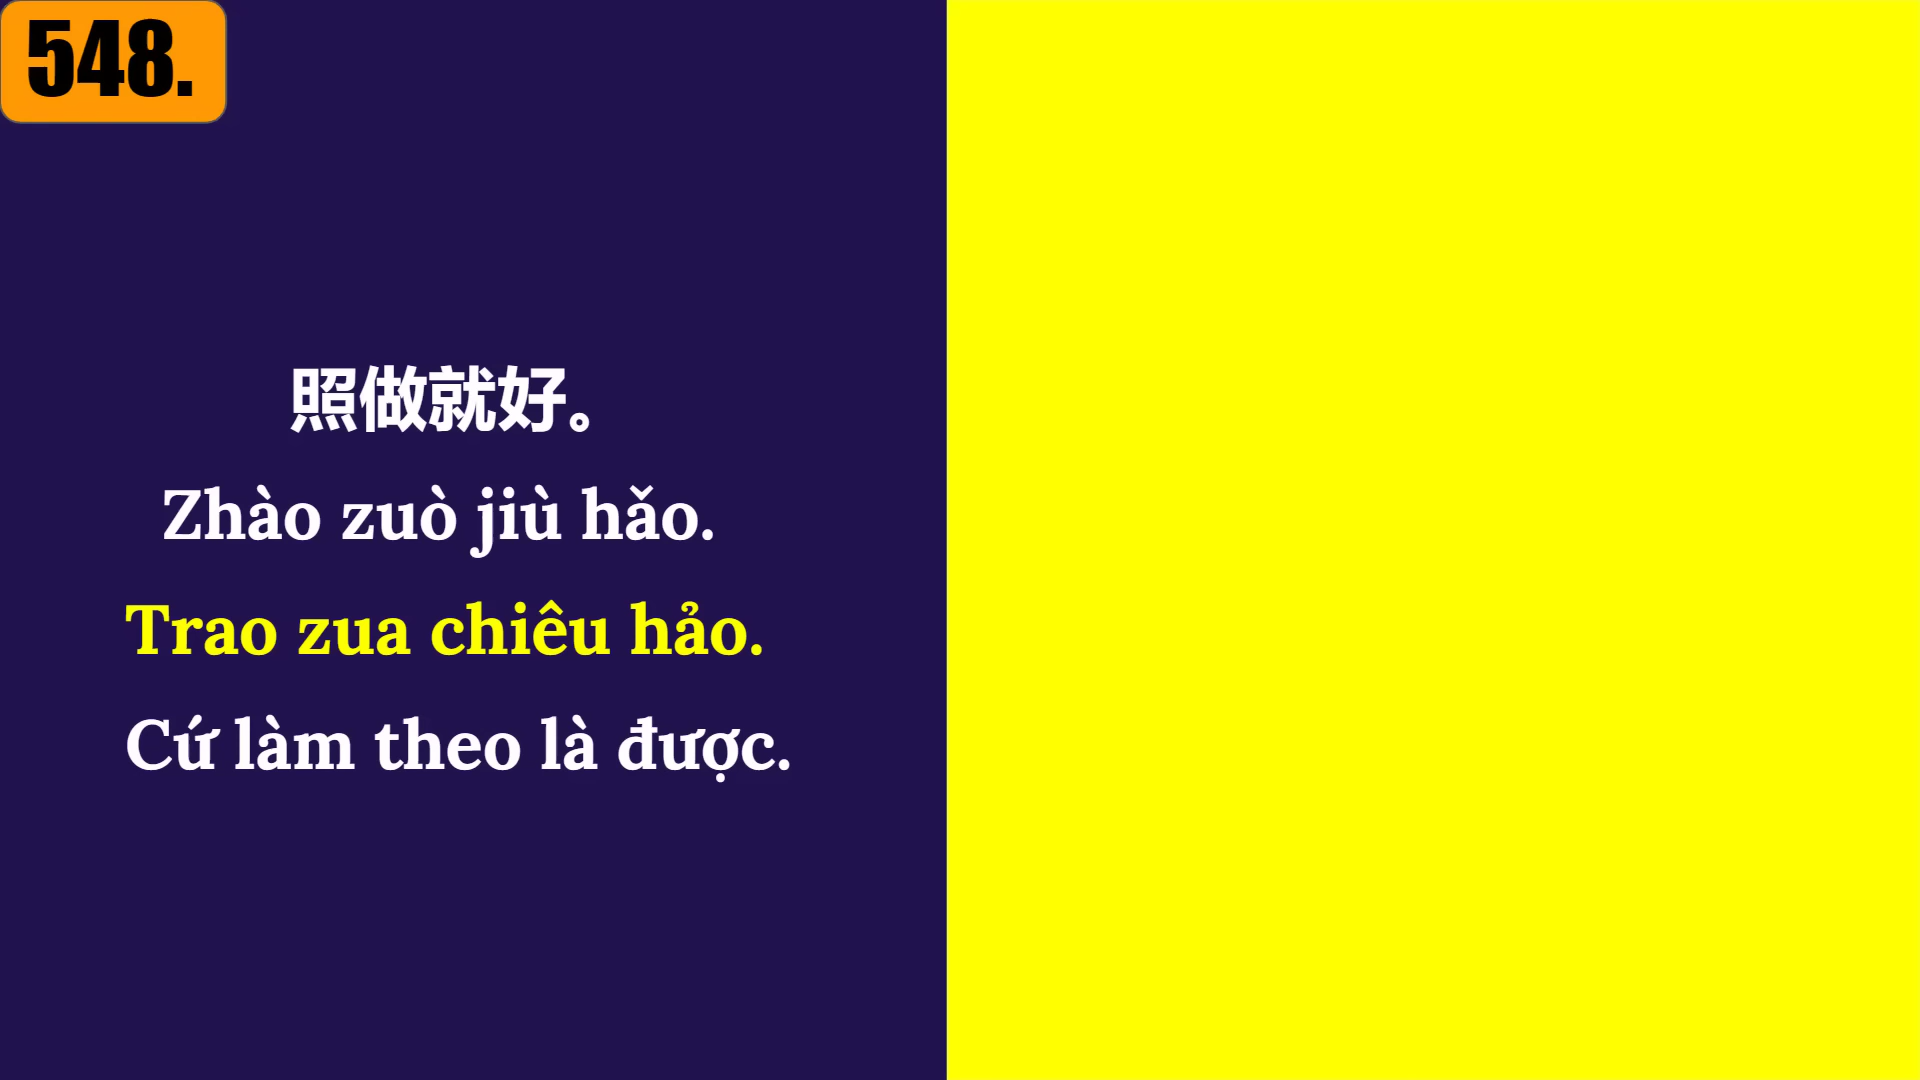 548.
照做就好。
Zhào zuò jiù hǎo.
Trao zua chiêu hảo.
Cứ làm theo là được.